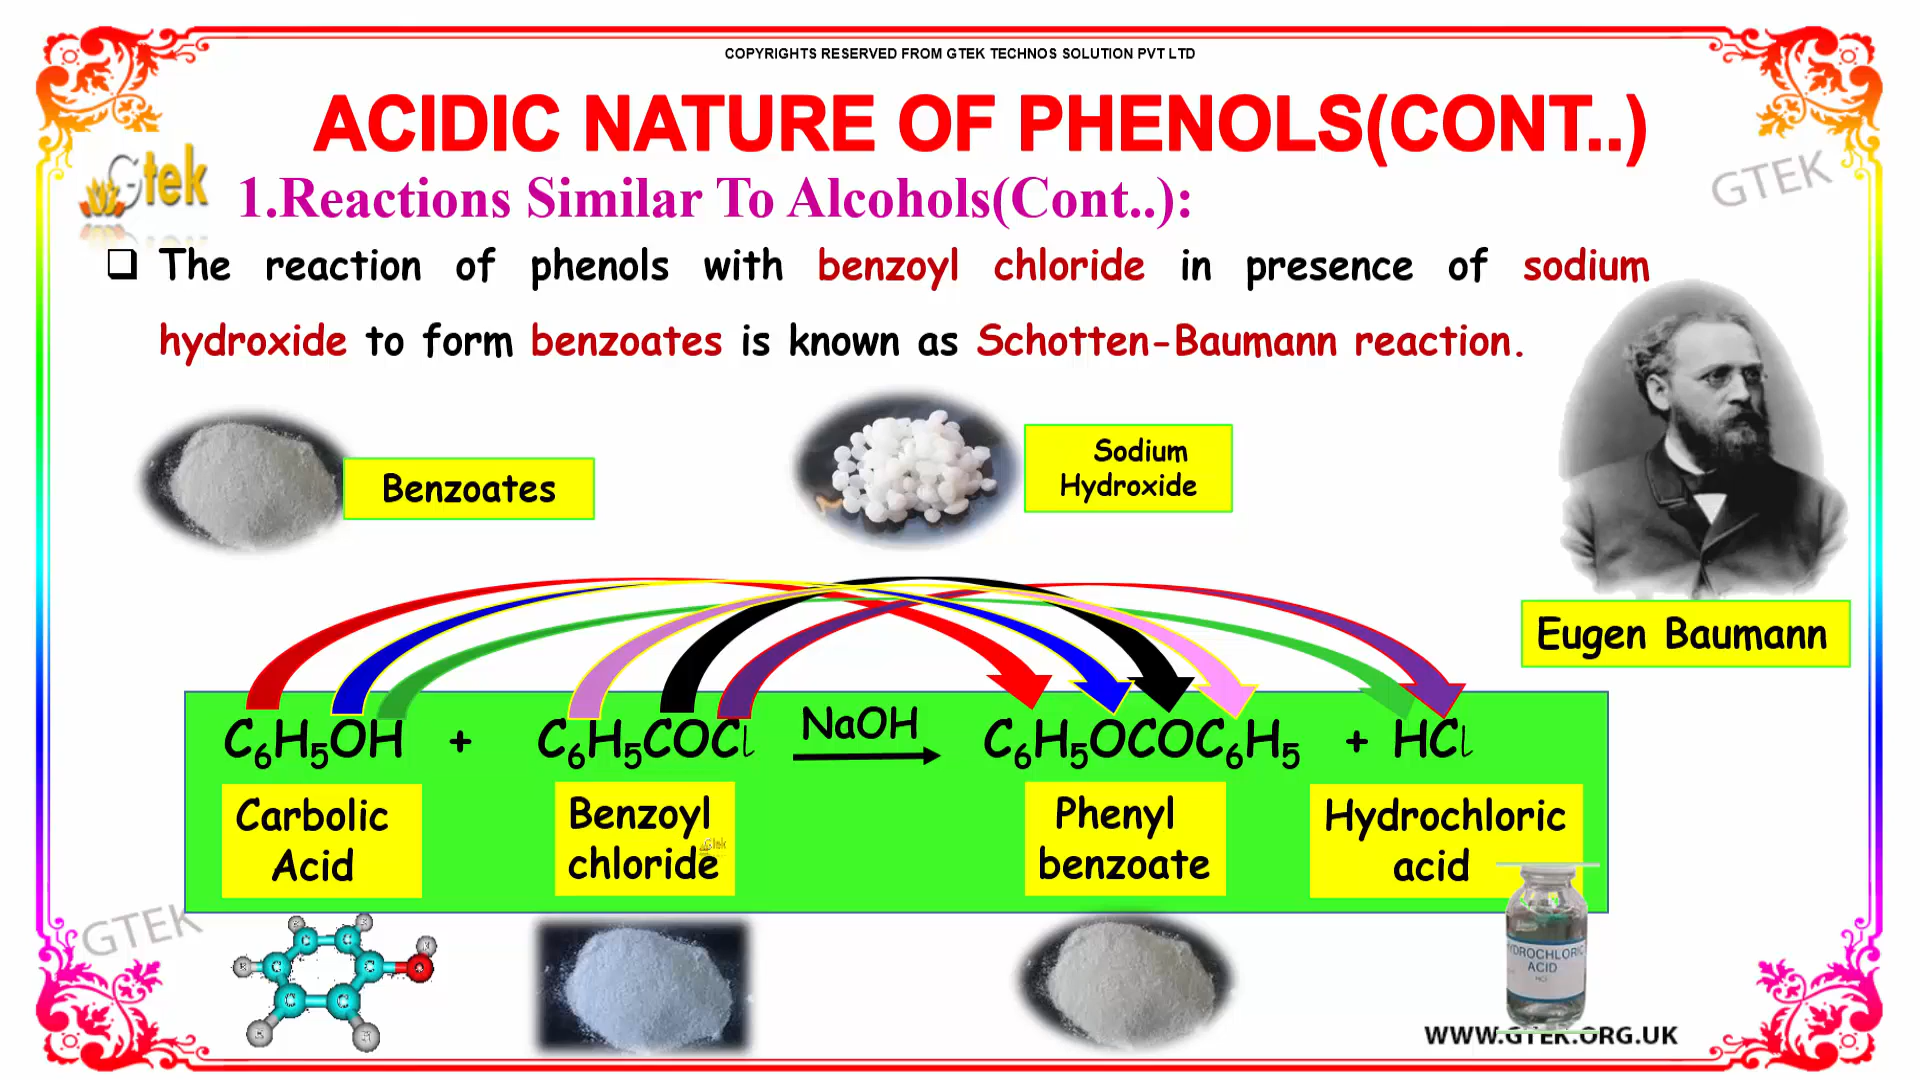 COPYRIGHTS RESERVED FROM GTEK TECHNOS SOLUTION PVT LTD
ACIDIC NATURE OF PHENOLS(CONT..)
Gtek
GTEK
1.Reactions Similar To Alcohols(Cont..):
❑ The reaction of phenols with benzoyl chloride in presence of sodium
hydroxide to form benzoates is known as Schotten-Baumann reaction.
Benzoates
Sodium
Hydroxide
Eugen Baumann
C₆H₅OH + C₆H₅COCl NaOH C₆H₅OCOC₆H₅ + HCl
Carbolic
Acid
Benzoyl
chloride
Phenyl
benzoate
Hydrochloric
acid
GTEK
HYDROCHLORIC
ACID
HCl
WWW.GTEK.ORG.UK